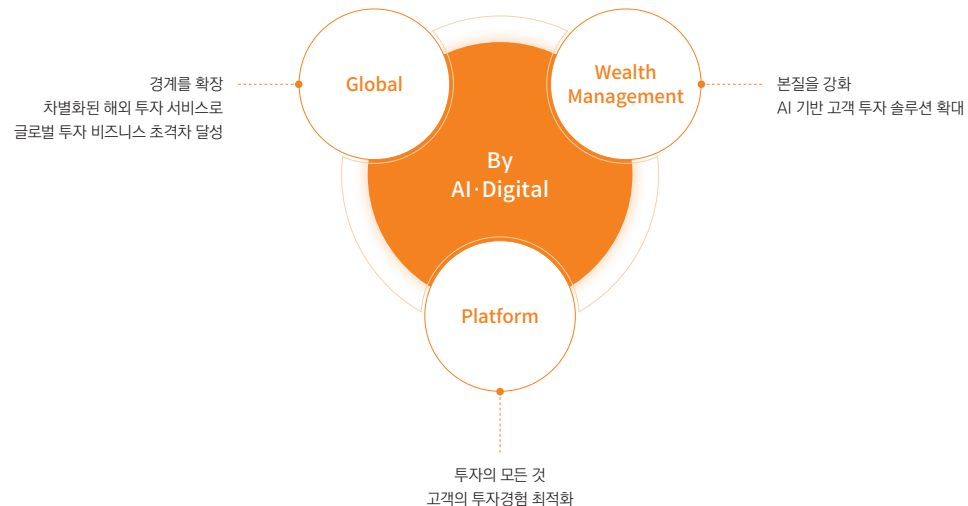 경계를 확장
차별화된 해외 투자 서비스로
글로벌 투자 비즈니스 초격차 달성
Global
Wealth
Management
본질을 강화
AI 기반 고객 투자 솔루션 확대
By
AI·Digital
Platform
투자의 모든 것
고객의 투자경험 최적화